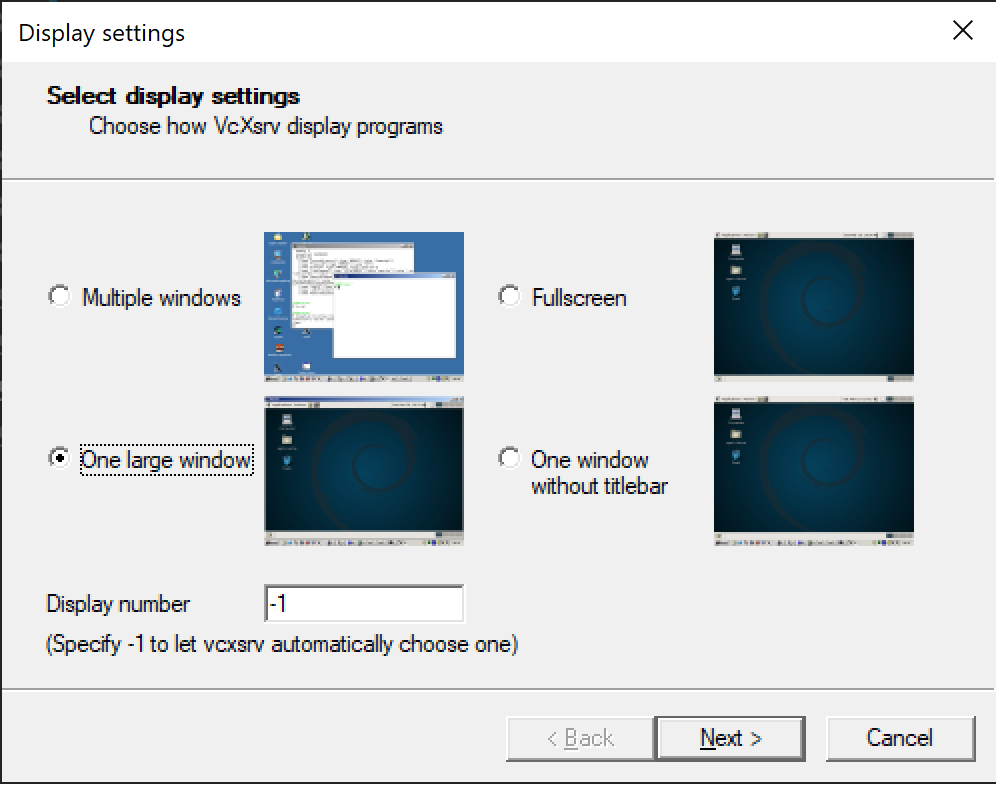 Display settings
Select display settings
Choose how VcXsrv display programs
Multiple windows
Fullscreen
One large window
One window
without titlebar
Display number
-1
(Specify -1 to let vcxsrv automatically choose one)
< Back
Next >
Cancel